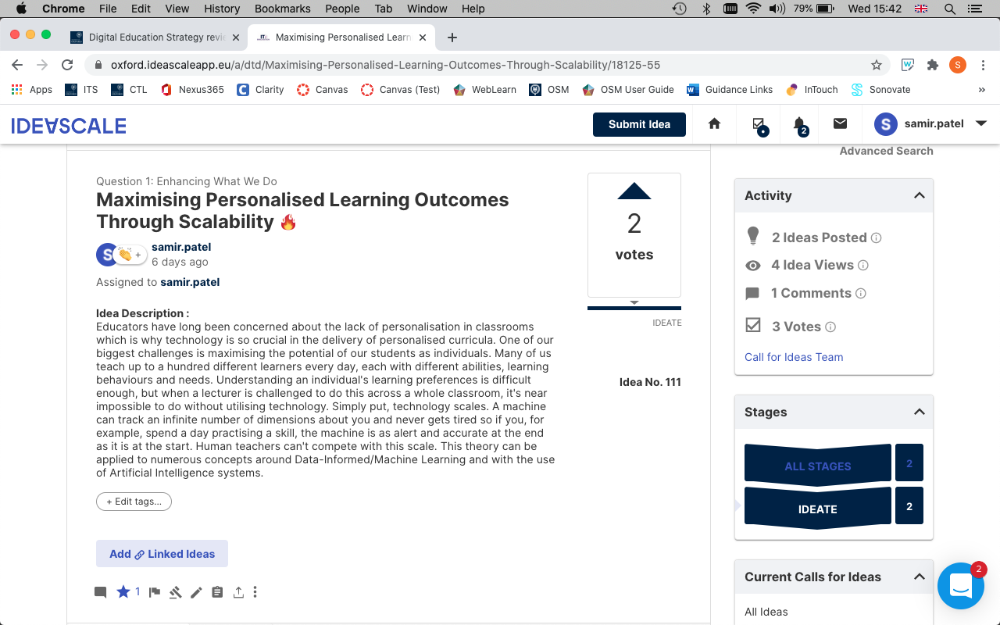 Chrome File Edit View History Bookmarks People Tab Window Help 79% Wed 15:42
Digital Education Strategy revie
Maximising Personalised Learn
oxford.ideascaleapp.eu/a/dtd/Maximising-Personalised-Learning-Outcomes-Through-Scalability/18125-55
S
Apps ITS CTL Nexus365 Clarity Canvas Canvas (Test) WebLearn OSM OSM User Guide Guidance Links InTouch Sonovate »
IDEASCALE
Submit Idea
2
S samir.patel
Advanced Search
Question 1: Enhancing What We Do
Maximising Personalised Learning Outcomes
Through Scalability 🔥
S 👏 +
samir.patel
6 days ago
Assigned to samir.patel
2
votes
IDEATE
Idea No. 111
Idea Description :
Educators have long been concerned about the lack of personalisation in classrooms
which is why technology is so crucial in the delivery of personalised curricula. One of our
biggest challenges is maximising the potential of our students as individuals. Many of us
teach up to a hundred different learners every day, each with different abilities, learning
behaviours and needs. Understanding an individual's learning preferences is difficult
enough, but when a lecturer is challenged to do this across a whole classroom, it's near
impossible to do without utilising technology. Simply put, technology scales. A machine
can track an infinite number of dimensions about you and never gets tired so if you, for
example, spend a day practising a skill, the machine is as alert and accurate at the end
as it is at the start. Human teachers can't compete with this scale. This theory can be
applied to numerous concepts around Data-Informed/Machine Learning and with the use
of Artificial Intelligence systems.
+ Edit tags...
Add Linked Ideas
1
Activity
2 Ideas Posted
4 Idea Views
1 Comments
3 Votes
Call for Ideas Team
Stages
ALL STAGES 2
IDEATE 2
Current Calls for Ideas
All Ideas
2